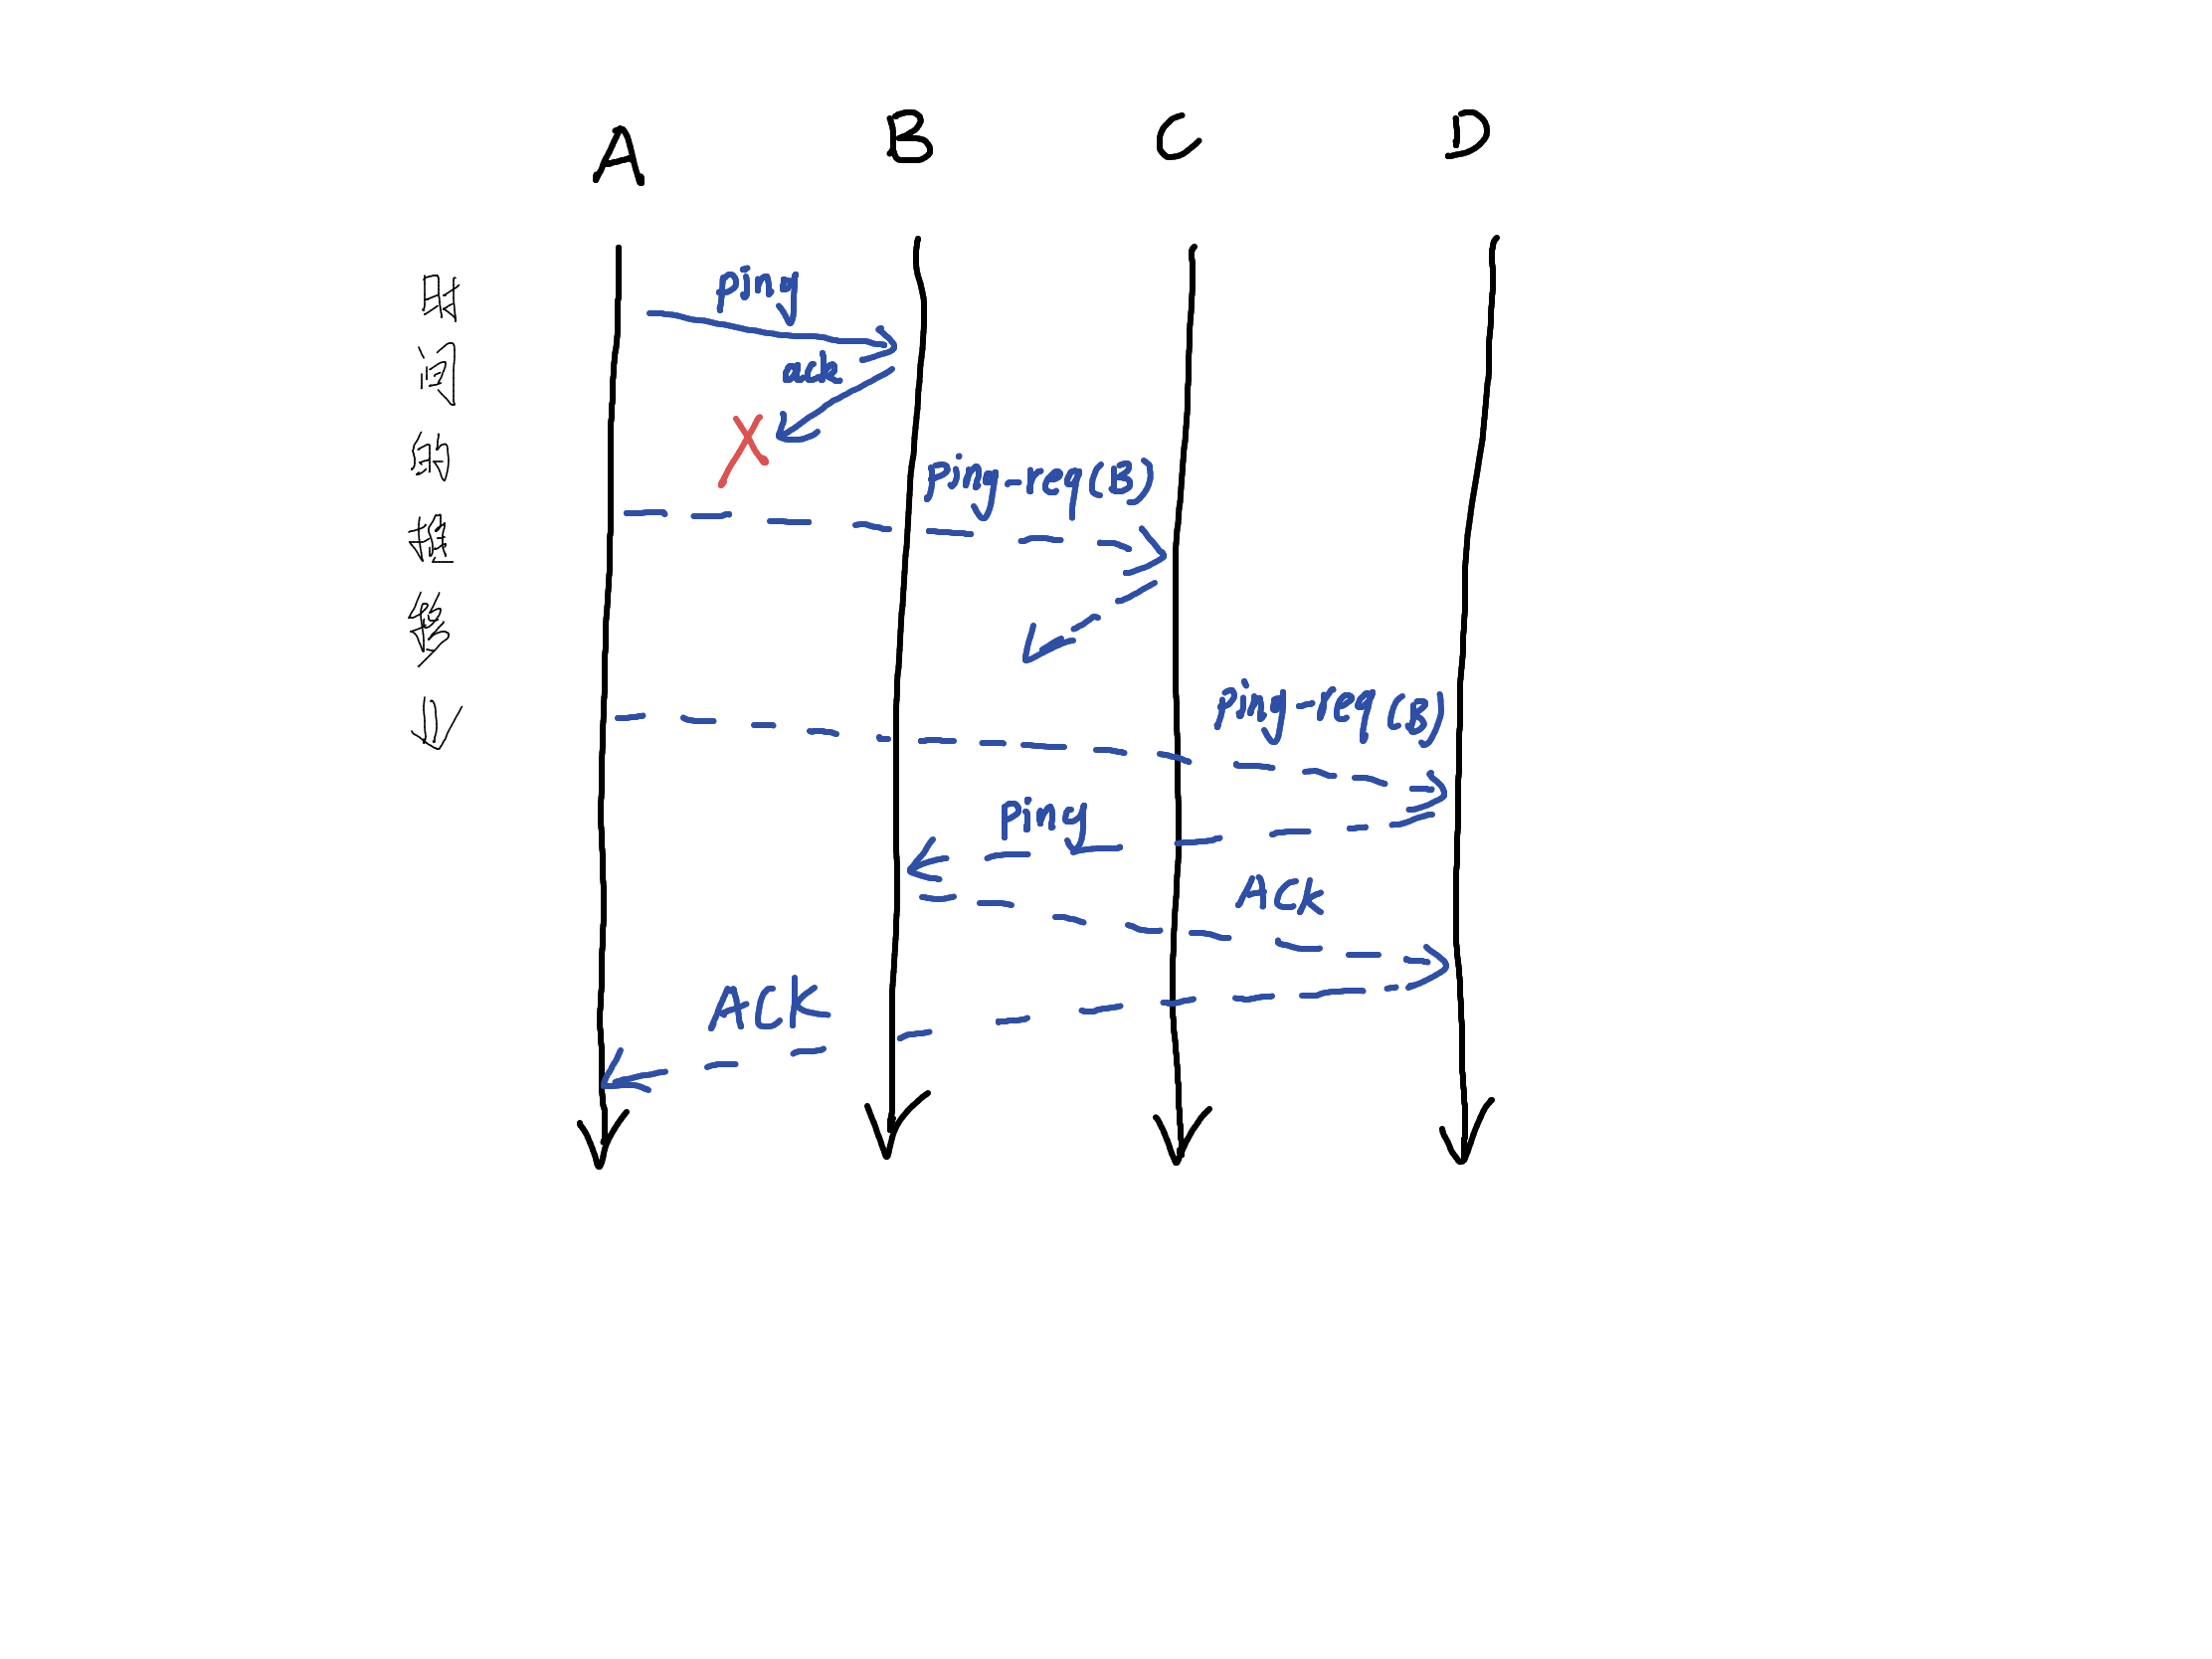 A B C D
时间的推移
ping
ack
ping-req(B)
ping-req(B)
ping
ACK
ACK